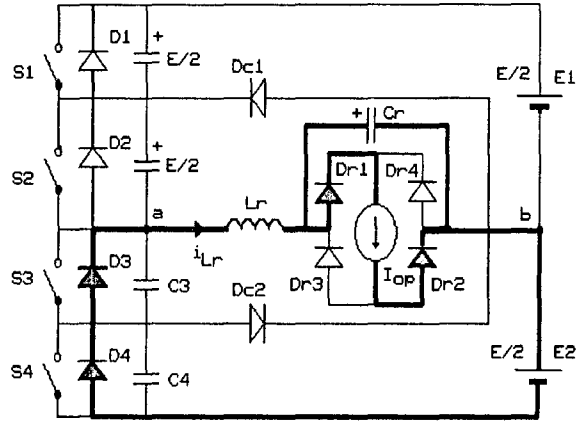 D1 + E/2 E/2 E1
S1 Dc1
+ Cr
D2 + E/2 Dr1 Dr4
S2
a Lr b
iLr
D3 C3 Dr3 Iop Dr2
S3 Dc2
D4 C4 E/2 E2
S4